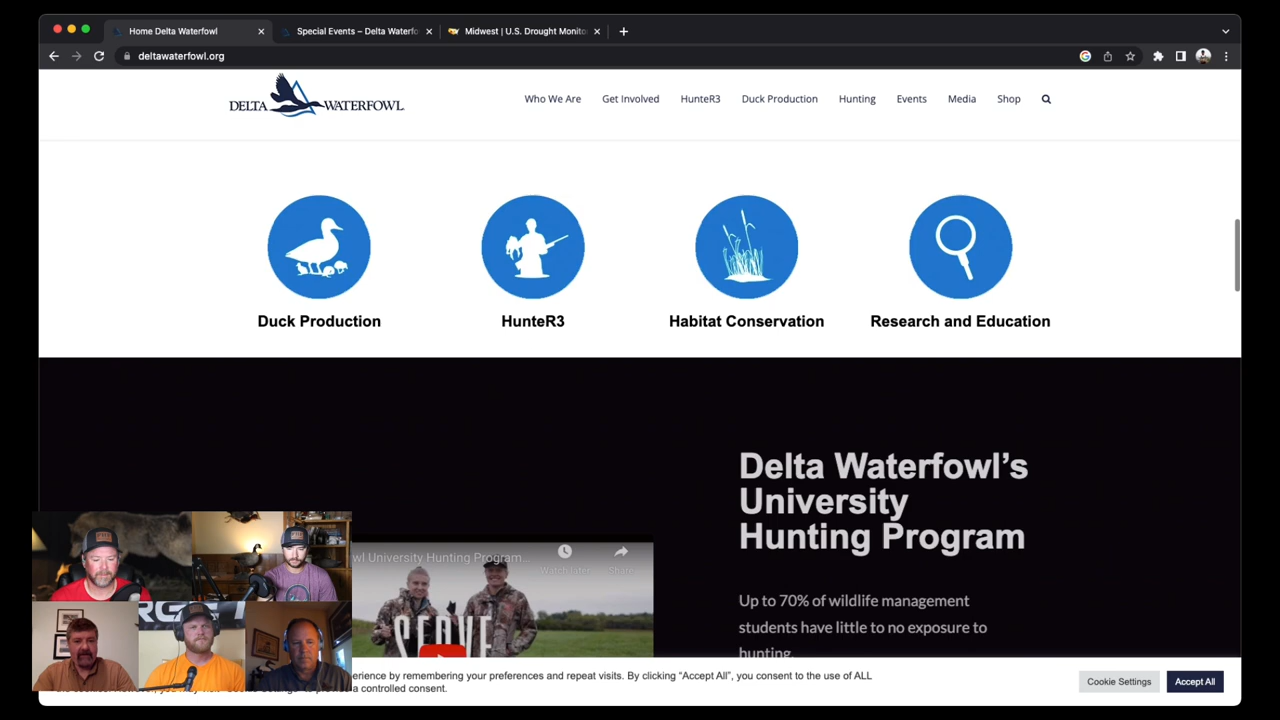 Home Delta Waterfowl
Special Events – Delta Waterfo
Midwest | U.S. Drought Monito
deltawaterfowl.org
DELTA WATERFOWL
Who We Are
Get Involved
HunteR3
Duck Production
Hunting
Events
Media
Shop
Duck Production
HunteR3
Habitat Conservation
Research and Education
Delta Waterfowl's
University
Hunting Program
wl University Hunting Program...
Watch later
Share
SERVE
Up to 70% of wildlife management
students have little to no exposure to
hunting.
erience by remembering your preferences and repeat visits. By clicking “Accept All”, you consent to the use of ALL
a controlled consent.
Cookie Settings
Accept All